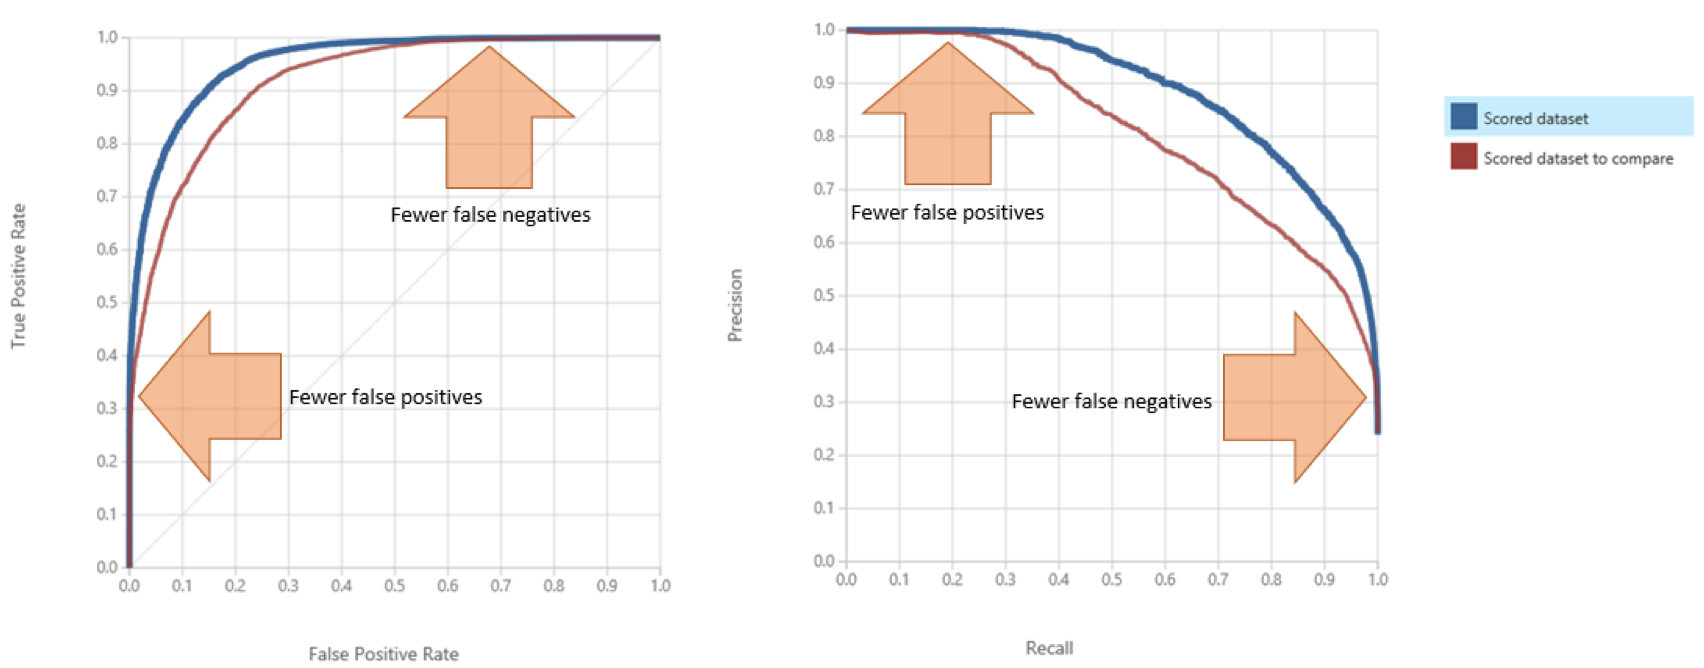 True Positive Rate
1.0
0.9
0.8
0.7
0.6
0.5
0.4
0.3
0.2
0.1
0.0
Fewer false negatives
Fewer false positives
0.0 0.1 0.2 0.3 0.4 0.5 0.6 0.7 0.8 0.9 1.0
False Positive Rate
Precision
1.0
0.9
0.8
0.7
0.6
0.5
0.4
0.3
0.2
0.1
0.0
Fewer false positives
Fewer false negatives
0.0 0.1 0.2 0.3 0.4 0.5 0.6 0.7 0.8 0.9 1.0
Recall
Scored dataset
Scored dataset to compare